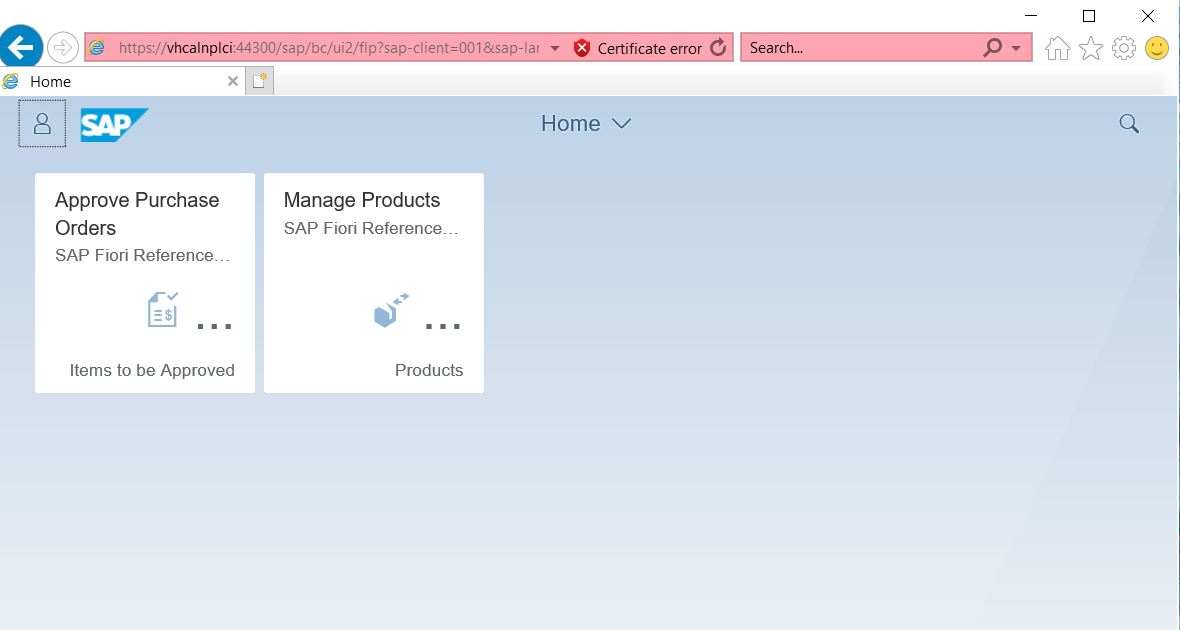 https://vhcalnplci:44300/sap/bc/ui2/flp?sap-client=001&sap-lar
Certificate error
Search...
Home
SAP
Home
Approve Purchase
Orders
SAP Fiori Reference...
Items to be Approved
Manage Products
SAP Fiori Reference...
Products